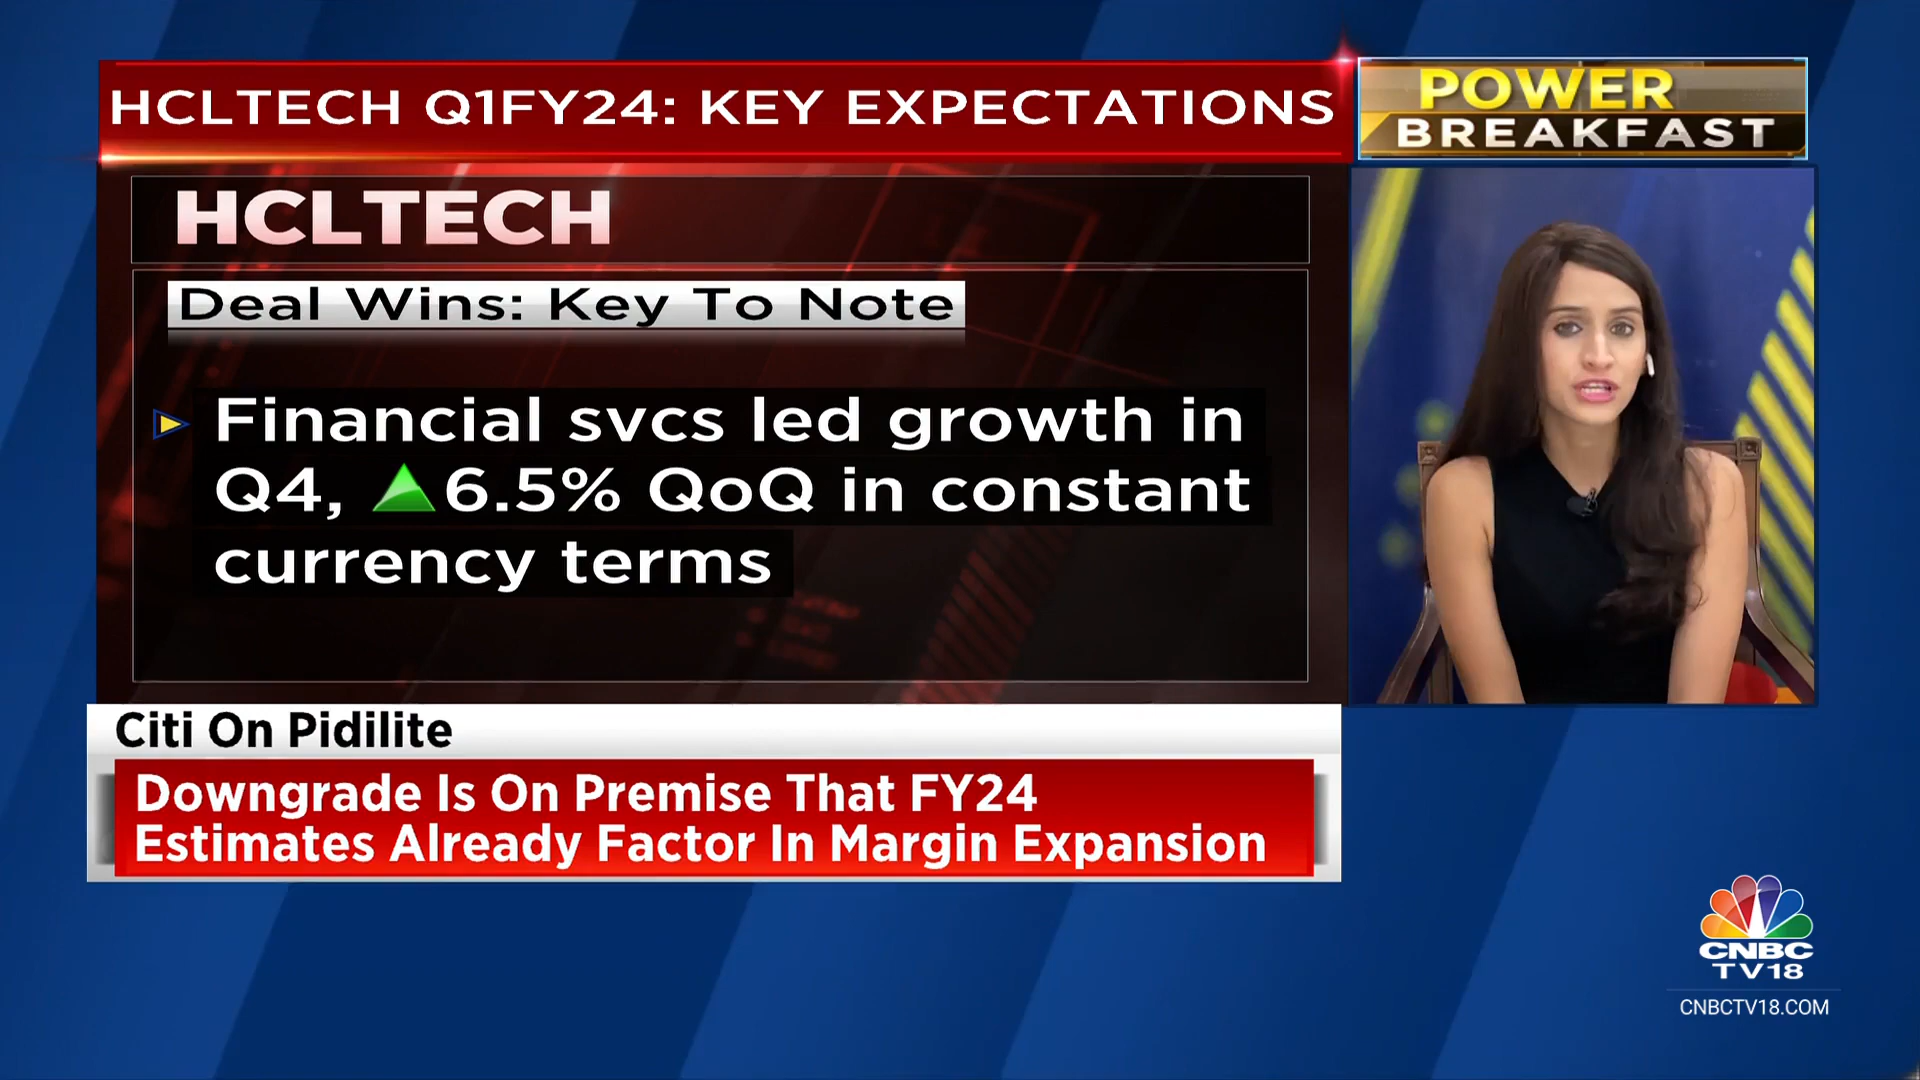 HCLTECH Q1FY24: KEY EXPECTATIONS
POWER
BREAKFAST
HCLTECH
Deal Wins: Key To Note
Financial svcs led growth in
Q4, ▲6.5% QoQ in constant
currency terms
Citi On Pidilite
Downgrade Is On Premise That FY24
Estimates Already Factor In Margin Expansion
CNBC
TV18
CNBCTV18.COM